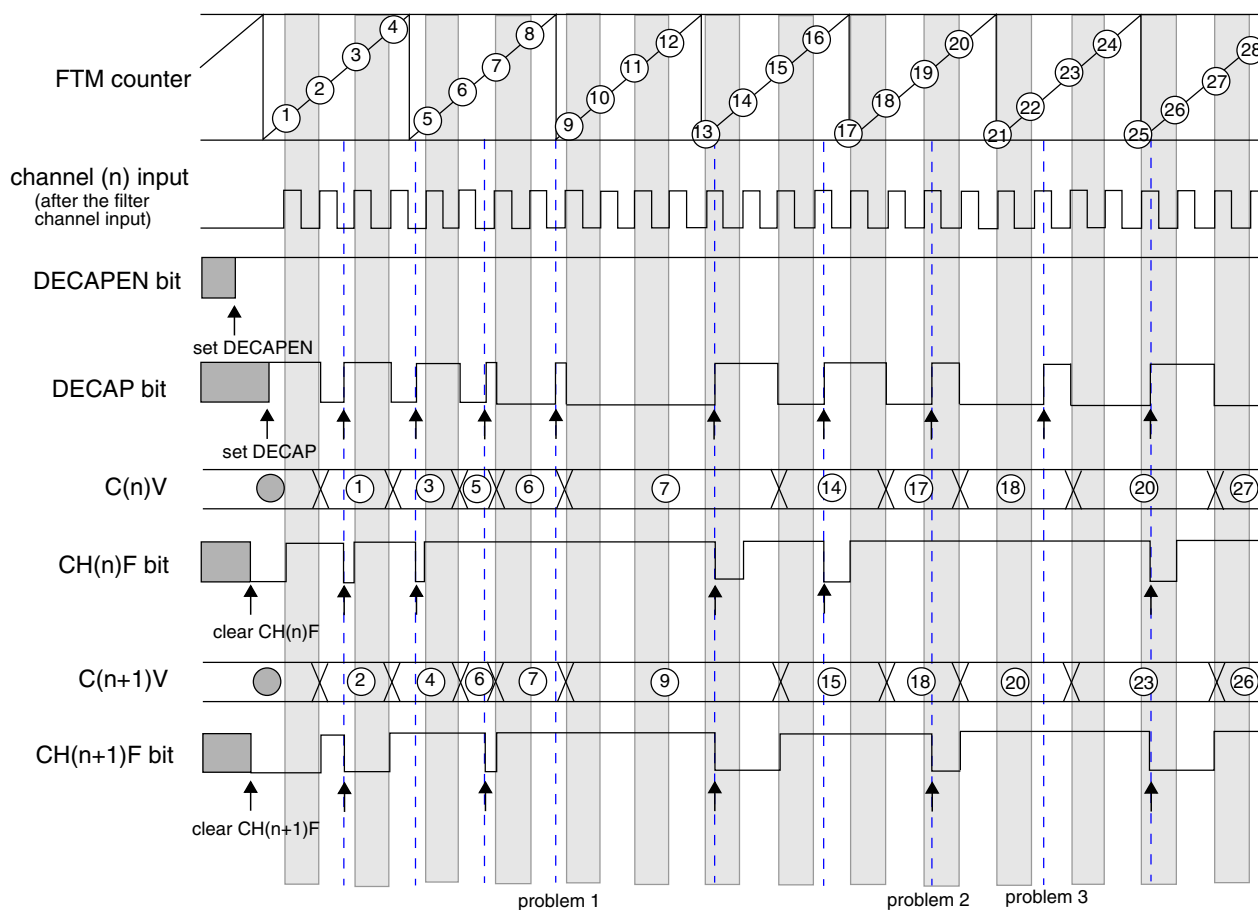 4
8
12
16
20
24
28
3
7
11
15
19
23
27
FTM counter
2
6
10
14
18
22
26
1
5
9
13
17
21
25
channel (n) input
(after the filter
channel input)
DECAPEN bit
set DECAPEN
DECAP bit
set DECAP
C(n)V
1
3
5
6
7
14
17
18
20
27
CH(n)F bit
clear CH(n)F
C(n+1)V
2
4
6
7
9
15
18
20
23
26
CH(n+1)F bit
clear CH(n+1)F
problem 1
problem 2
problem 3